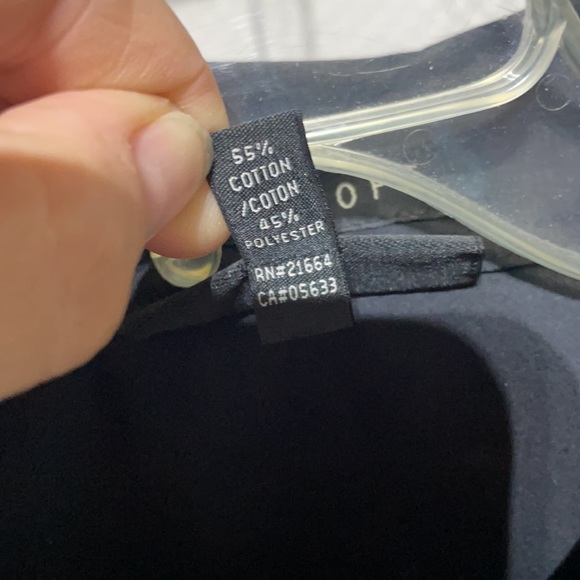 55%
COTTON
/COTON
45%
POLYESTER
RN#21664
CA#05633